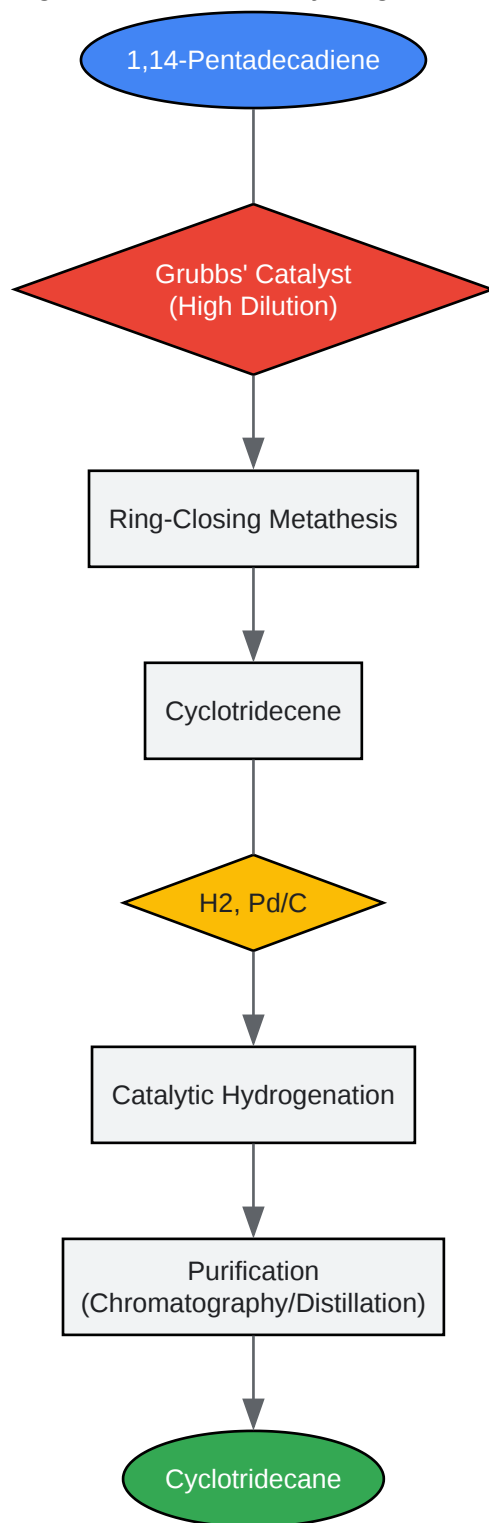 1,14-Pentadecadiene
Grubbs' Catalyst
(High Dilution)
Ring-Closing Metathesis
Cyclotridecene
H2, Pd/C
Catalytic Hydrogenation
Purification
(Chromatography/Distillation)
Cyclotridecane